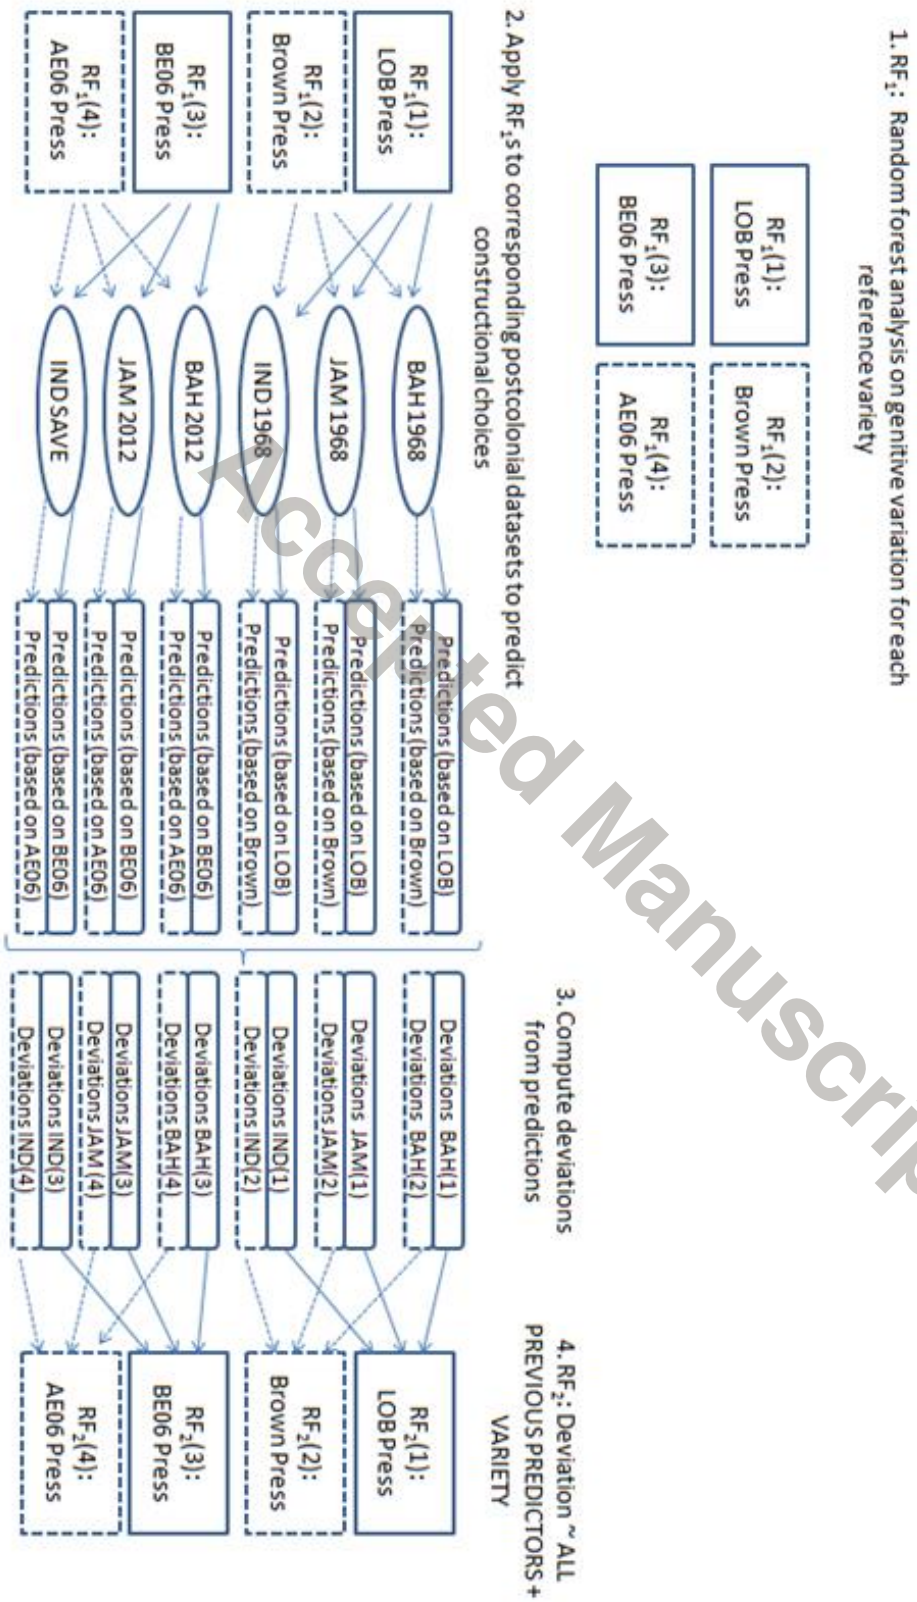 1. RF₁: Random forest analysis on genitive variation for each
reference variety
RF₁(1):
LOB Press
RF₁(2):
Brown Press
RF₁(3):
BE06 Press
RF₁(4):
AE06 Press
2. Apply RF₁s to corresponding postcolonial datasets to predict
constructional choices
RF₁(1):
LOB Press
RF₁(2):
Brown Press
RF₁(3):
BE06 Press
RF₁(4):
AE06 Press
BAH 1968
JAM 1968
IND 1968
BAH 2012
JAM 2012
IND SAVE
Predictions (based on LOB)
Predictions (based on Brown)
Predictions (based on LOB)
Predictions (based on Brown)
Predictions (based on LOB)
Predictions (based on Brown)
Predictions (based on BE06)
Predictions (based on AE06)
Predictions (based on BE06)
Predictions (based on AE06)
Predictions (based on BE06)
Predictions (based on AE06)
3. Compute deviations
from predictions
Deviations BAH(1)
Deviations BAH(2)
Deviations JAM(1)
Deviations JAM(2)
Deviations IND(1)
Deviations IND(2)
Deviations BAH(3)
Deviations BAH(4)
Deviations JAM(3)
Deviations JAM (4)
Deviations IND(3)
Deviations IND(4)
4. RF₂: Deviation ~ ALL
PREVIOUS PREDICTORS +
VARIETY
RF₂(1):
LOB Press
RF₂(2):
Brown Press
RF₂(3):
BE06 Press
RF₂(4):
AE06 Press
Accepted Manuscrip